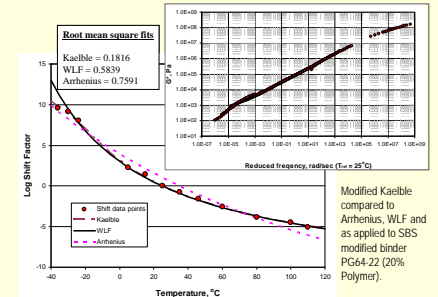 Root mean square fits
Kaelble = 0.1816
WLF = 0.5839
Arrhenius = 0.7591
1.0E+09
1.0E+08
1.0E+07
1.0E+06
1.0E+05
1.0E+04
1.0E+03
1.0E+02
1.0E+01
G*, Pa
1.0E-07
1.0E-05
1.0E-03
1.0E-01
1.0E+01
1.0E+03
1.0E+05
1.0E+07
1.0E+09
Reduced freqency, rad/sec (Tref = 25°C)
15
10
5
0
-5
-10
Log Shift Factor
Shift data points
Kaelble
WLF
Arrhenius
-40 -20 0 20 40 60 80 100 120
Temperature, °C
Modified Kaelble
compared to
Arrhenius, WLF and
as applied to SBS
modified binder
PG64-22 (20%
Polymer).